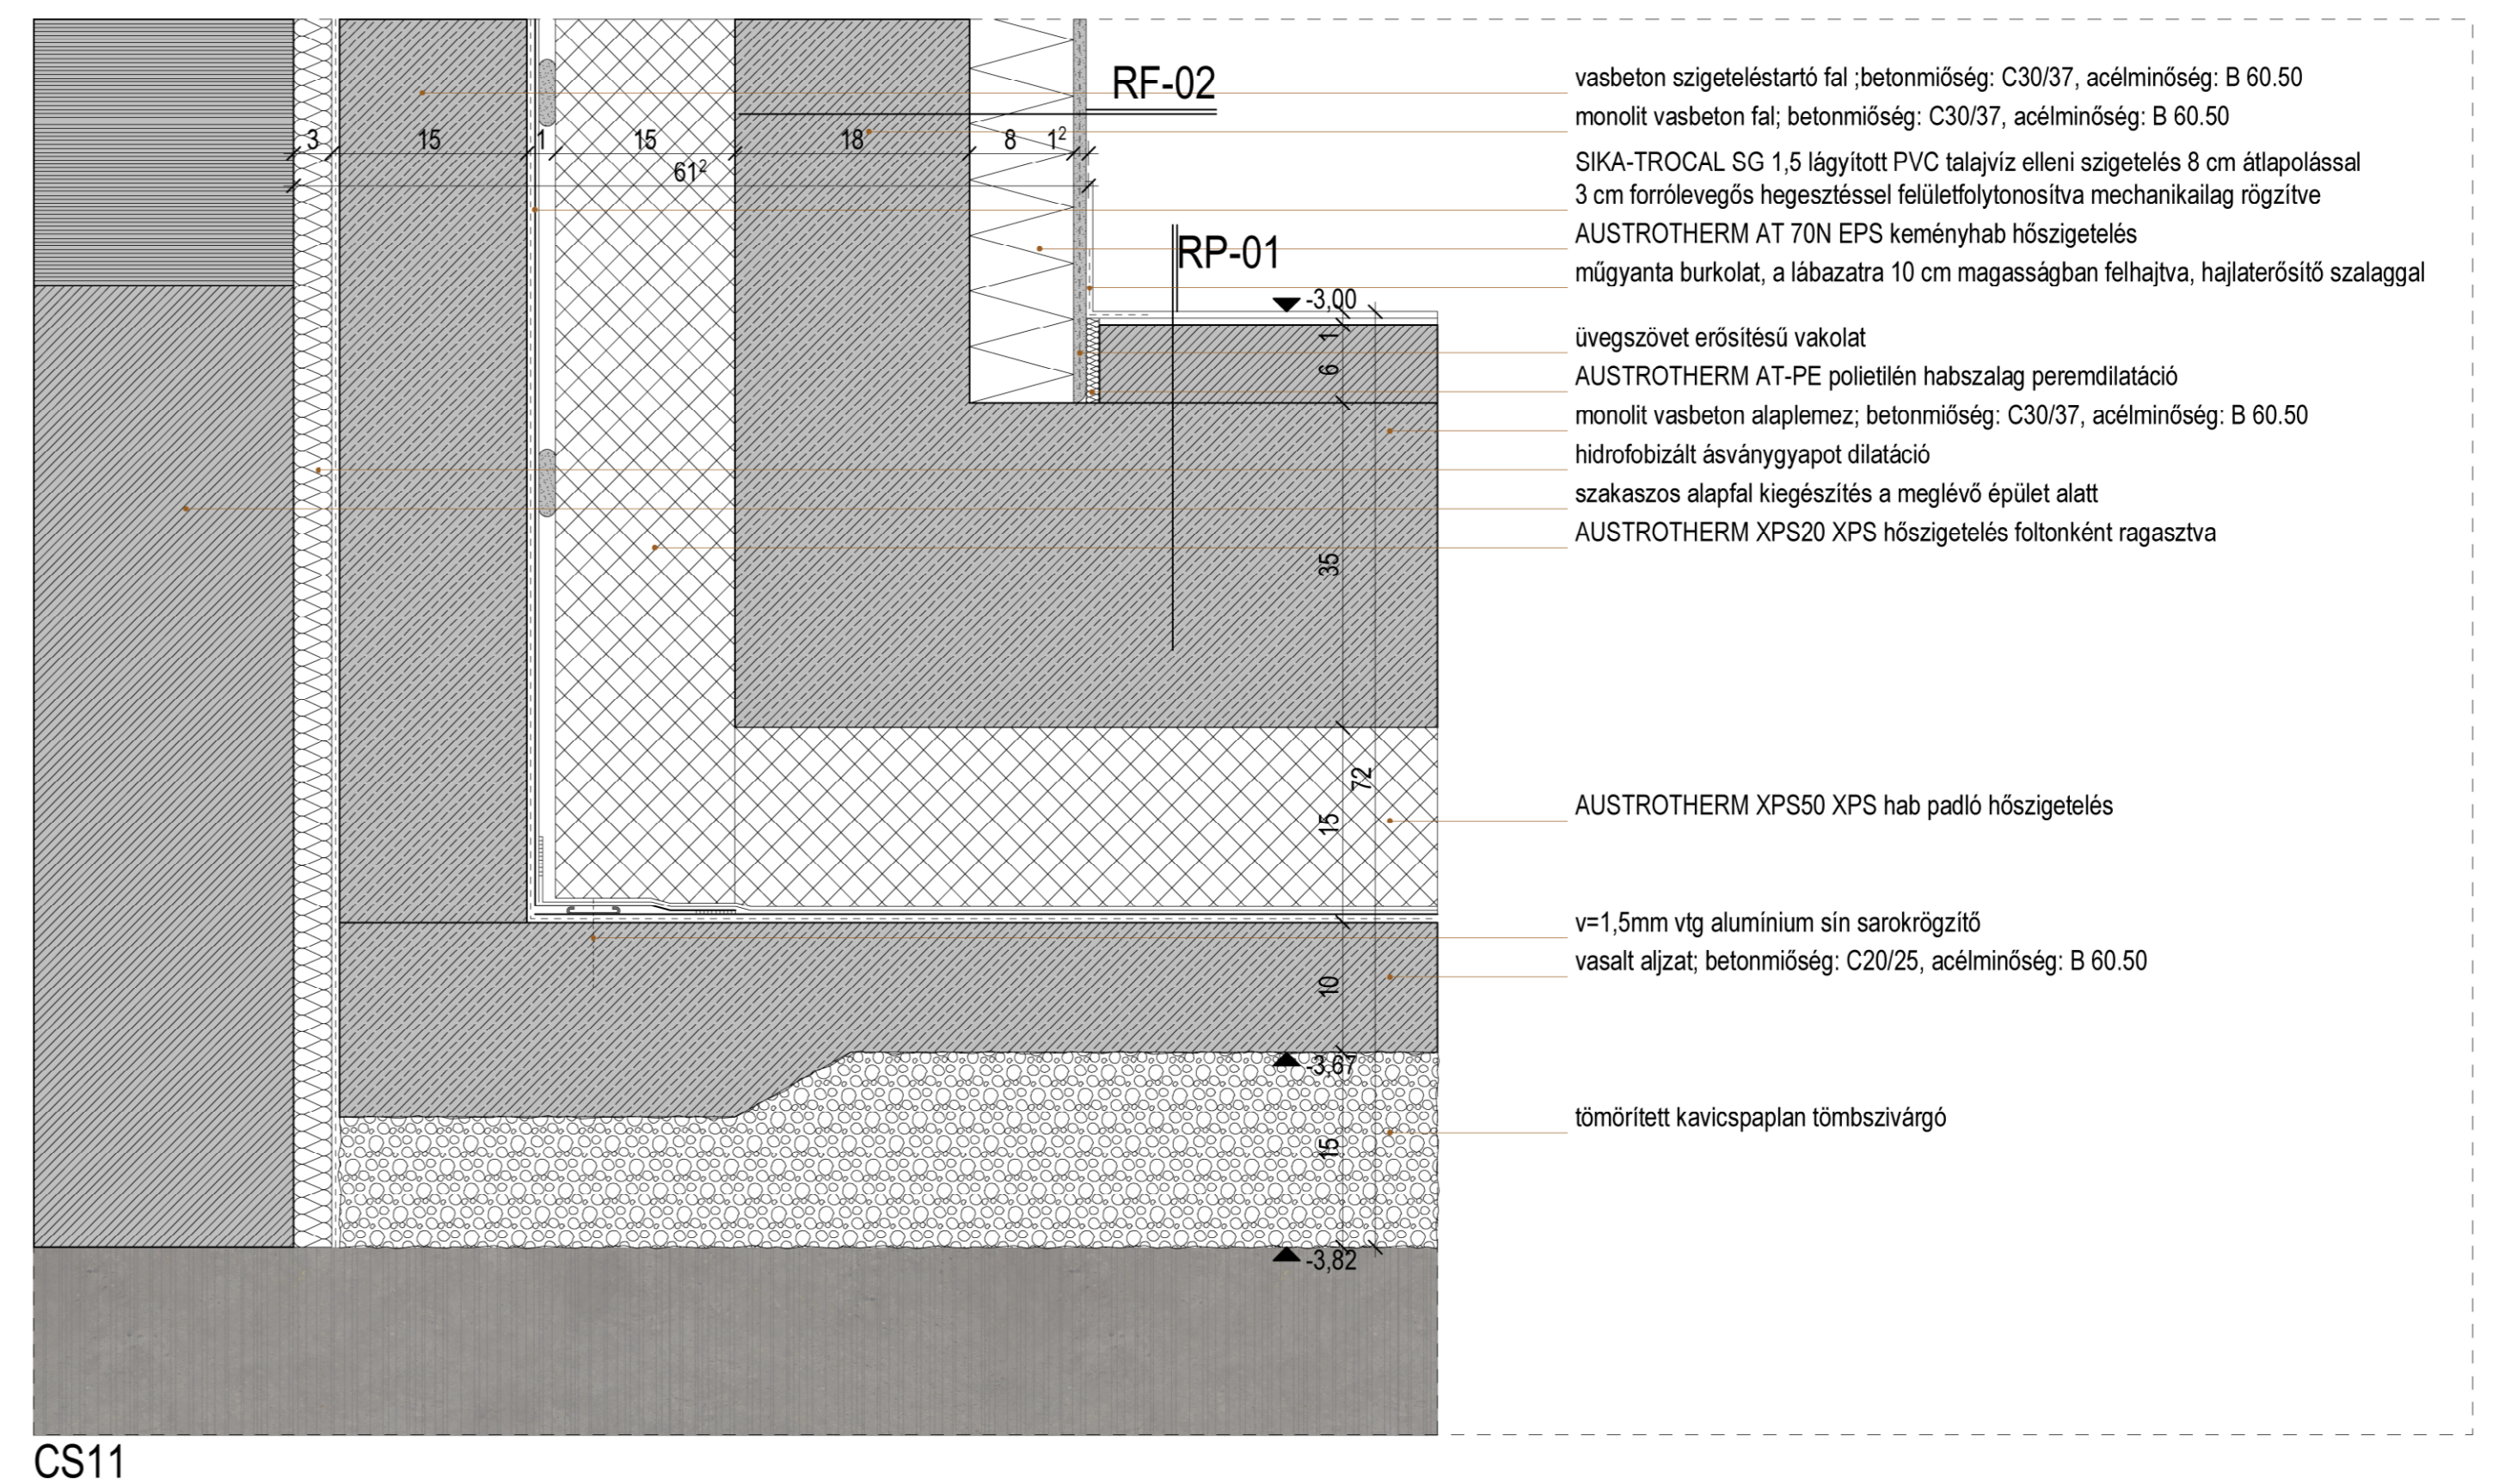 RF-02
3 15 1 15 18 8 1²
61²
RP-01
-3,00
1
6
35
72
15
10
-3,67
15
-3,82
vasbeton szigeteléstartó fal ;betonmiőség: C30/37, acélminőség: B 60.50
monolit vasbeton fal; betonmiőség: C30/37, acélminőség: B 60.50
SIKA-TROCAL SG 1,5 lágyított PVC talajvíz elleni szigetelés 8 cm átlapolással
3 cm forrólevegős hegesztéssel felületfolytonosítva mechanikailag rögzítve
AUSTROTHERM AT 70N EPS keményhab hőszigetelés
műgyanta burkolat, a lábazatra 10 cm magasságban felhajtva, hajlaterősítő szalaggal
üvegszövet erősítésű vakolat
AUSTROTHERM AT-PE polietilén habszalag peremdilatáció
monolit vasbeton alaplemez; betonmiőség: C30/37, acélminőség: B 60.50
hidrofobizált ásványgyapot dilatáció
szakaszos alapfal kiegészítés a meglévő épület alatt
AUSTROTHERM XPS20 XPS hőszigetelés foltonként ragasztva
AUSTROTHERM XPS50 XPS hab padló hőszigetelés
v=1,5mm vtg alumínium sín sarokrögzítő
vasalt aljzat; betonmiőség: C20/25, acélminőség: B 60.50
tömörített kavicspaplan tömbszivárgó
CS11